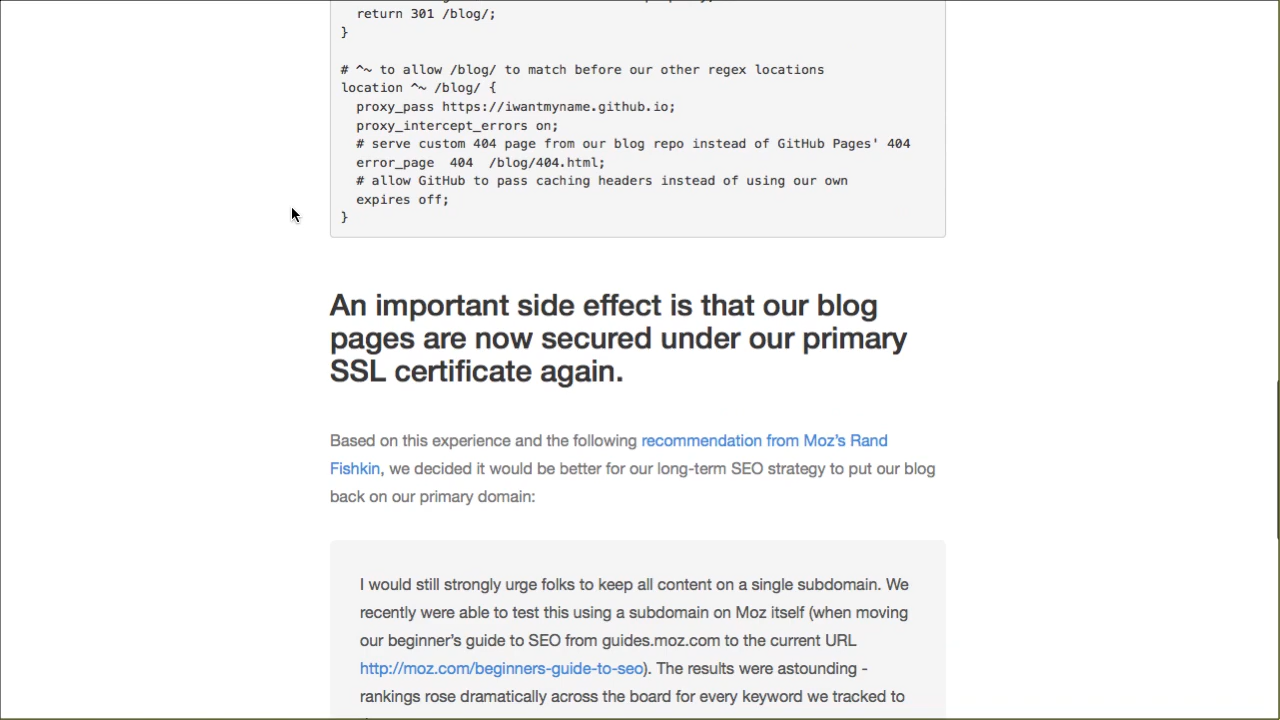 return 301 /blog/;
}
# ^~ to allow /blog/ to match before our other regex locations
location ^~ /blog/ {
proxy_pass https://iwantmyname.github.io;
proxy_intercept_errors on;
# serve custom 404 page from our blog repo instead of GitHub Pages' 404
error_page  404  /blog/404.html;
# allow GitHub to pass caching headers instead of using our own
expires off;
}
An important side effect is that our blog
pages are now secured under our primary
SSL certificate again.
Based on this experience and the following recommendation from Moz’s Rand
Fishkin, we decided it would be better for our long-term SEO strategy to put our blog
back on our primary domain:
I would still strongly urge folks to keep all content on a single subdomain. We
recently were able to test this using a subdomain on Moz itself (when moving
our beginner’s guide to SEO from guides.moz.com to the current URL
http://moz.com/beginners-guide-to-seo). The results were astounding -
rankings rose dramatically across the board for every keyword we tracked to